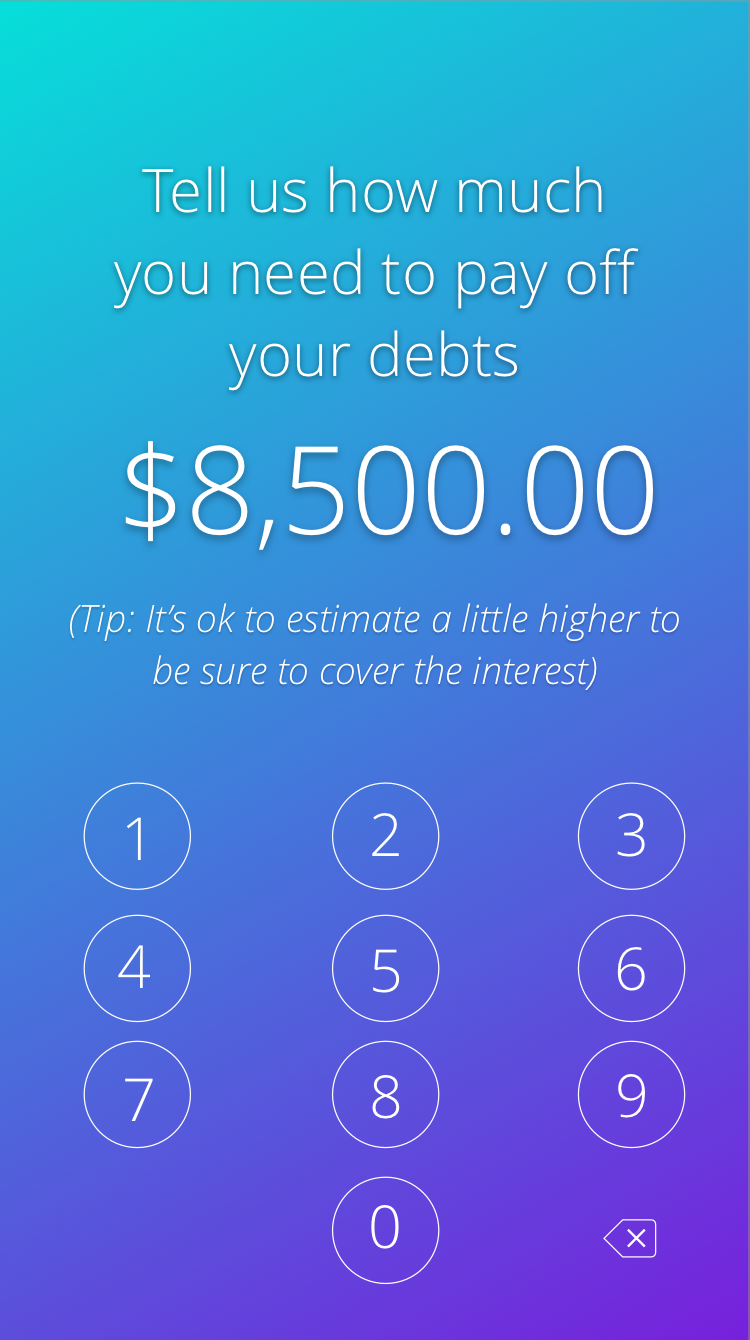 Tell us how much
you need to pay off
your debts
$8,500.00
(Tip: It’s ok to estimate a little higher to
be sure to cover the interest)
1 2 3
4 5 6
7 8 9
0